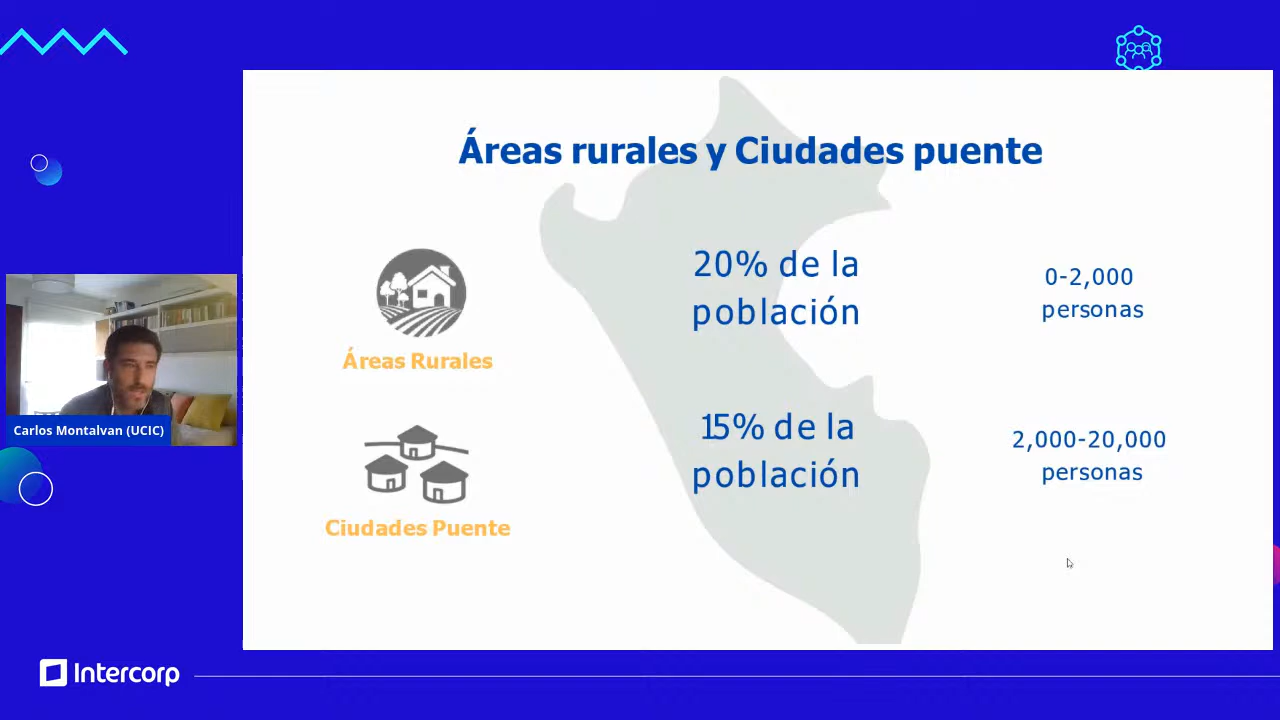 Áreas rurales y Ciudades puente
20% de la
población
0-2,000
personas
Áreas Rurales
15% de la
población
2,000-20,000
personas
Ciudades Puente
Carlos Montalvan (UCIC)
Intercorp